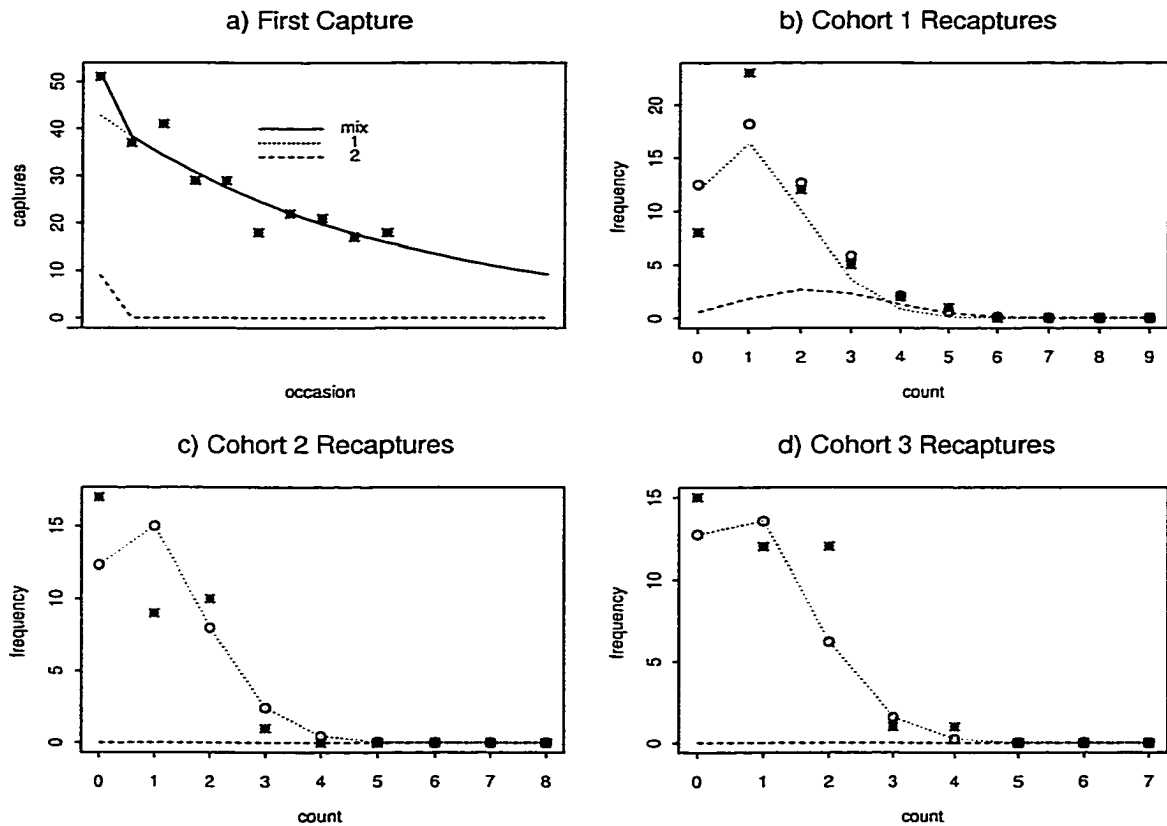 a) First Capture
captures
50
40
30
20
10
0
mix
1
2
occasion
b) Cohort 1 Recaptures
frequency
20
15
10
5
0
0 1 2 3 4 5 6 7 8 9
count
c) Cohort 2 Recaptures
frequency
15
10
5
0
0 1 2 3 4 5 6 7 8
count
d) Cohort 3 Recaptures
frequency
15
10
5
0
0 1 2 3 4 5 6 7
count